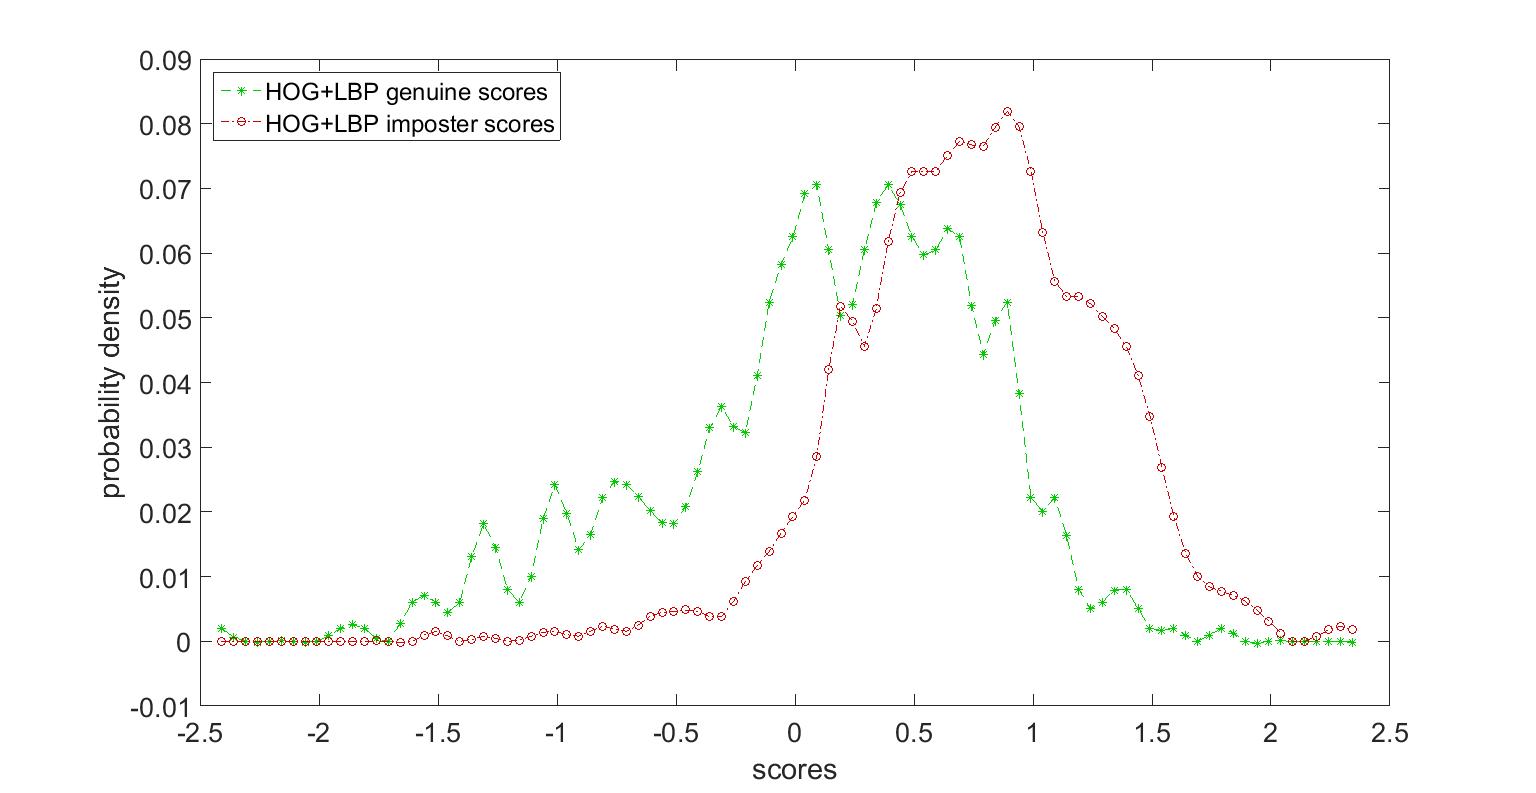 HOG+LBP genuine scores
HOG+LBP imposter scores
probability density
0.09
0.08
0.07
0.06
0.05
0.04
0.03
0.02
0.01
0
-0.01
-2.5 -2 -1.5 -1 -0.5 0 0.5 1 1.5 2 2.5
scores